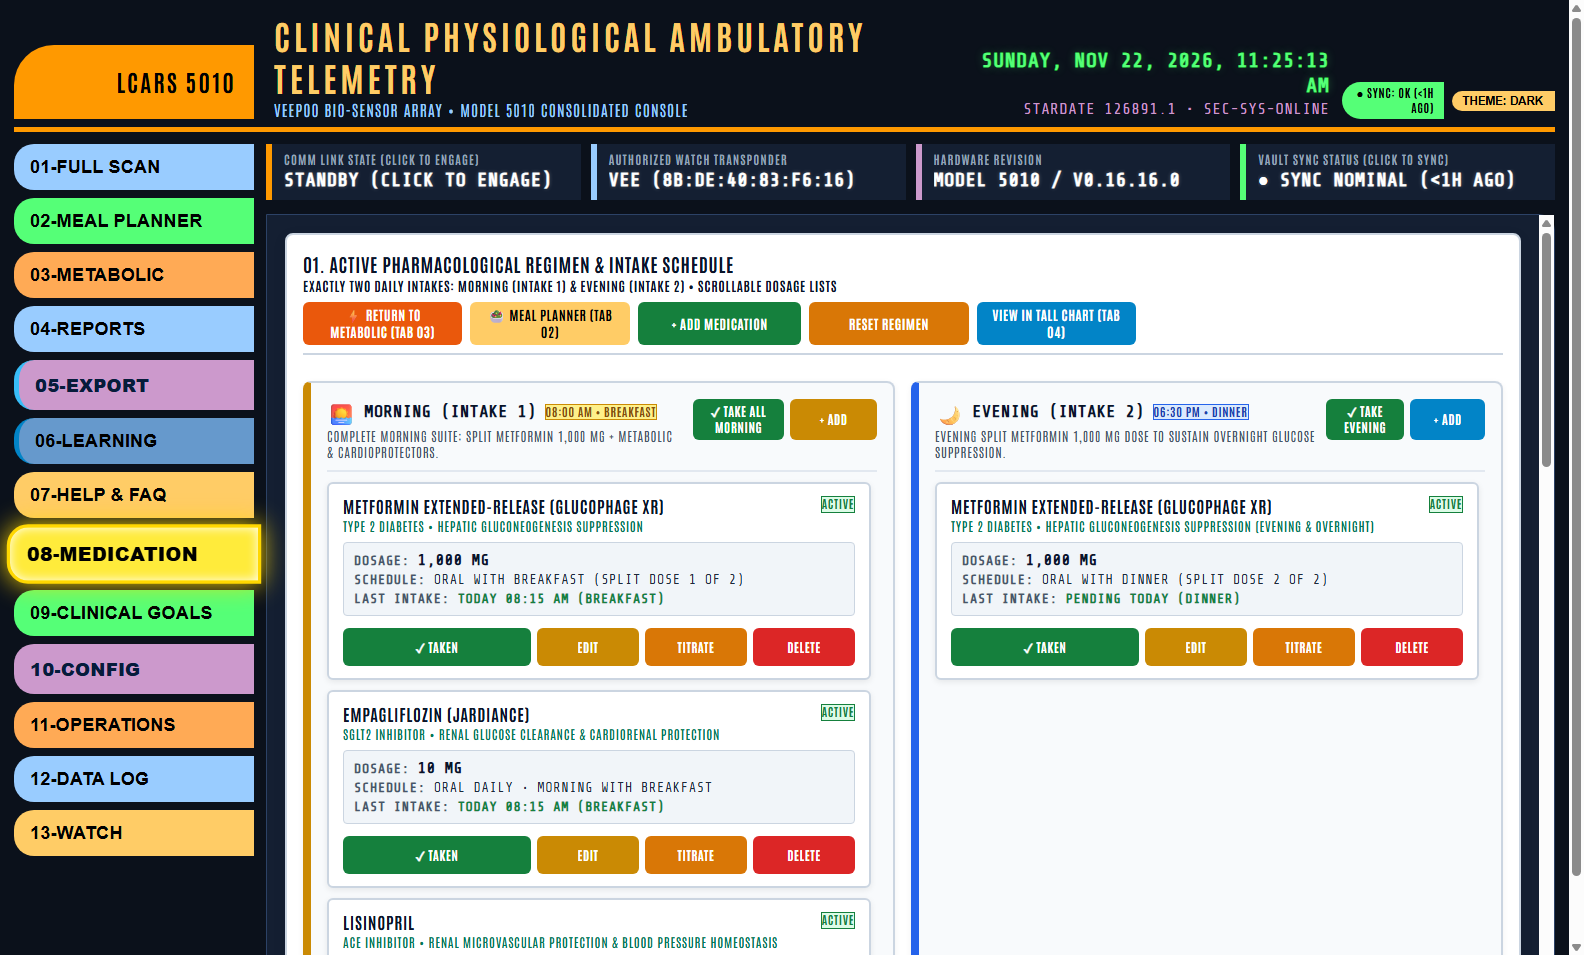 LCARS 5010
CLINICAL PHYSIOLOGICAL AMBULATORY
TELEMETRY
VEEPOO BIO-SENSOR ARRAY • MODEL 5010 CONSOLIDATED CONSOLE
SUNDAY, NOV 22, 2026, 11:25:13
AM
STARDATE 126891.1 · SEC-SYS-ONLINE
● SYNC: OK (<1H
AGO)
THEME: DARK
01-FULL SCAN
02-MEAL PLANNER
03-METABOLIC
04-REPORTS
05-EXPORT
06-LEARNING
07-HELP & FAQ
08-MEDICATION
09-CLINICAL GOALS
10-CONFIG
11-OPERATIONS
12-DATA LOG
13-WATCH
COMM LINK STATE (CLICK TO ENGAGE)
STANDBY (CLICK TO ENGAGE)
AUTHORIZED WATCH TRANSPONDER
VEE (8B:DE:40:83:F6:16)
HARDWARE REVISION
MODEL 5010 / V0.16.16.0
VAULT SYNC STATUS (CLICK TO SYNC)
● SYNC NOMINAL (<1H AGO)
01. ACTIVE PHARMACOLOGICAL REGIMEN & INTAKE SCHEDULE
EXACTLY TWO DAILY INTAKES: MORNING (INTAKE 1) & EVENING (INTAKE 2) • SCROLLABLE DOSAGE LISTS
RETURN TO
METABOLIC (TAB 03)
MEAL PLANNER (TAB
02)
+ ADD MEDICATION
RESET REGIMEN
VIEW IN TALL CHART (TAB
04)
MORNING (INTAKE 1) 08:00 AM • BREAKFAST
COMPLETE MORNING SUITE: SPLIT METFORMIN 1,000 MG + METABOLIC
& CARDIOPROTECTORS.
✓ TAKE ALL
MORNING
+ ADD
METFORMIN EXTENDED-RELEASE (GLUCOPHAGE XR)
ACTIVE
TYPE 2 DIABETES • HEPATIC GLUCONEOGENESIS SUPPRESSION
DOSAGE: 1,000 MG
SCHEDULE: ORAL WITH BREAKFAST (SPLIT DOSE 1 OF 2)
LAST INTAKE: TODAY 08:15 AM (BREAKFAST)
✓ TAKEN
EDIT
TITRATE
DELETE
EMPAGLIFLOZIN (JARDIANCE)
ACTIVE
SGLT2 INHIBITOR • RENAL GLUCOSE CLEARANCE & CARDIORENAL PROTECTION
DOSAGE: 10 MG
SCHEDULE: ORAL DAILY · MORNING WITH BREAKFAST
LAST INTAKE: TODAY 08:15 AM (BREAKFAST)
✓ TAKEN
EDIT
TITRATE
DELETE
LISINOPRIL
ACTIVE
ACE INHIBITOR • RENAL MICROVASCULAR PROTECTION & BLOOD PRESSURE HOMEOSTASIS
EVENING (INTAKE 2) 06:30 PM • DINNER
EVENING SPLIT METFORMIN 1,000 MG DOSE TO SUSTAIN OVERNIGHT GLUCOSE
SUPPRESSION.
✓ TAKE
EVENING
+ ADD
METFORMIN EXTENDED-RELEASE (GLUCOPHAGE XR)
ACTIVE
TYPE 2 DIABETES • HEPATIC GLUCONEOGENESIS SUPPRESSION (EVENING & OVERNIGHT)
DOSAGE: 1,000 MG
SCHEDULE: ORAL WITH DINNER (SPLIT DOSE 2 OF 2)
LAST INTAKE: PENDING TODAY (DINNER)
✓ TAKEN
EDIT
TITRATE
DELETE